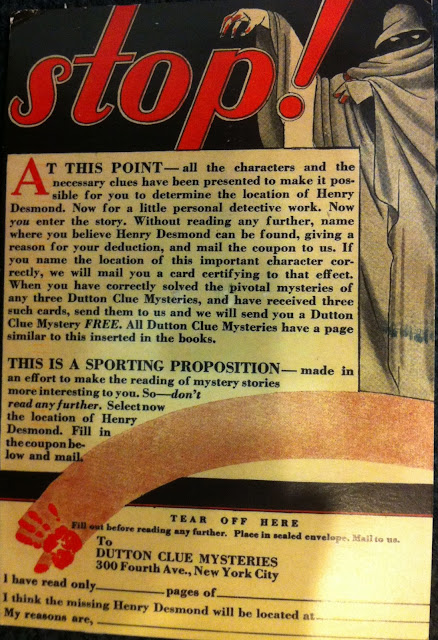 stop!
AT THIS POINT—all the characters and the
necessary clues have been presented to make it pos-
sible for you to determine the location of Henry
Desmond. Now for a little personal detective work. Now
you enter the story. Without reading any further, name
where you believe Henry Desmond can be found, giving a
reason for your deduction, and mail the coupon to us. If
you name the location of this important character cor-
rectly, we will mail you a card certifying to that effect.
When you have correctly solved the pivotal mysteries of
any three Dutton Clue Mysteries, and have received three
such cards, send them to us and we will send you a Dutton
Clue Mystery FREE. All Dutton Clue Mysteries have a page
similar to this inserted in the books.
THIS IS A SPORTING PROPOSITION—made in
an effort to make the reading of mystery stories
more interesting to you. So—don't
read any further. Select now
the location of Henry
Desmond. Fill in
the coupon be-
low and mail.
TEAR OFF HERE
Fill out before reading any further. Place in sealed envelope. Mail to us.
To
DUTTON CLUE MYSTERIES
300 Fourth Ave., New York City
I have read only________pages of________
I think the missing Henry Desmond will be located at________
My reasons are,________